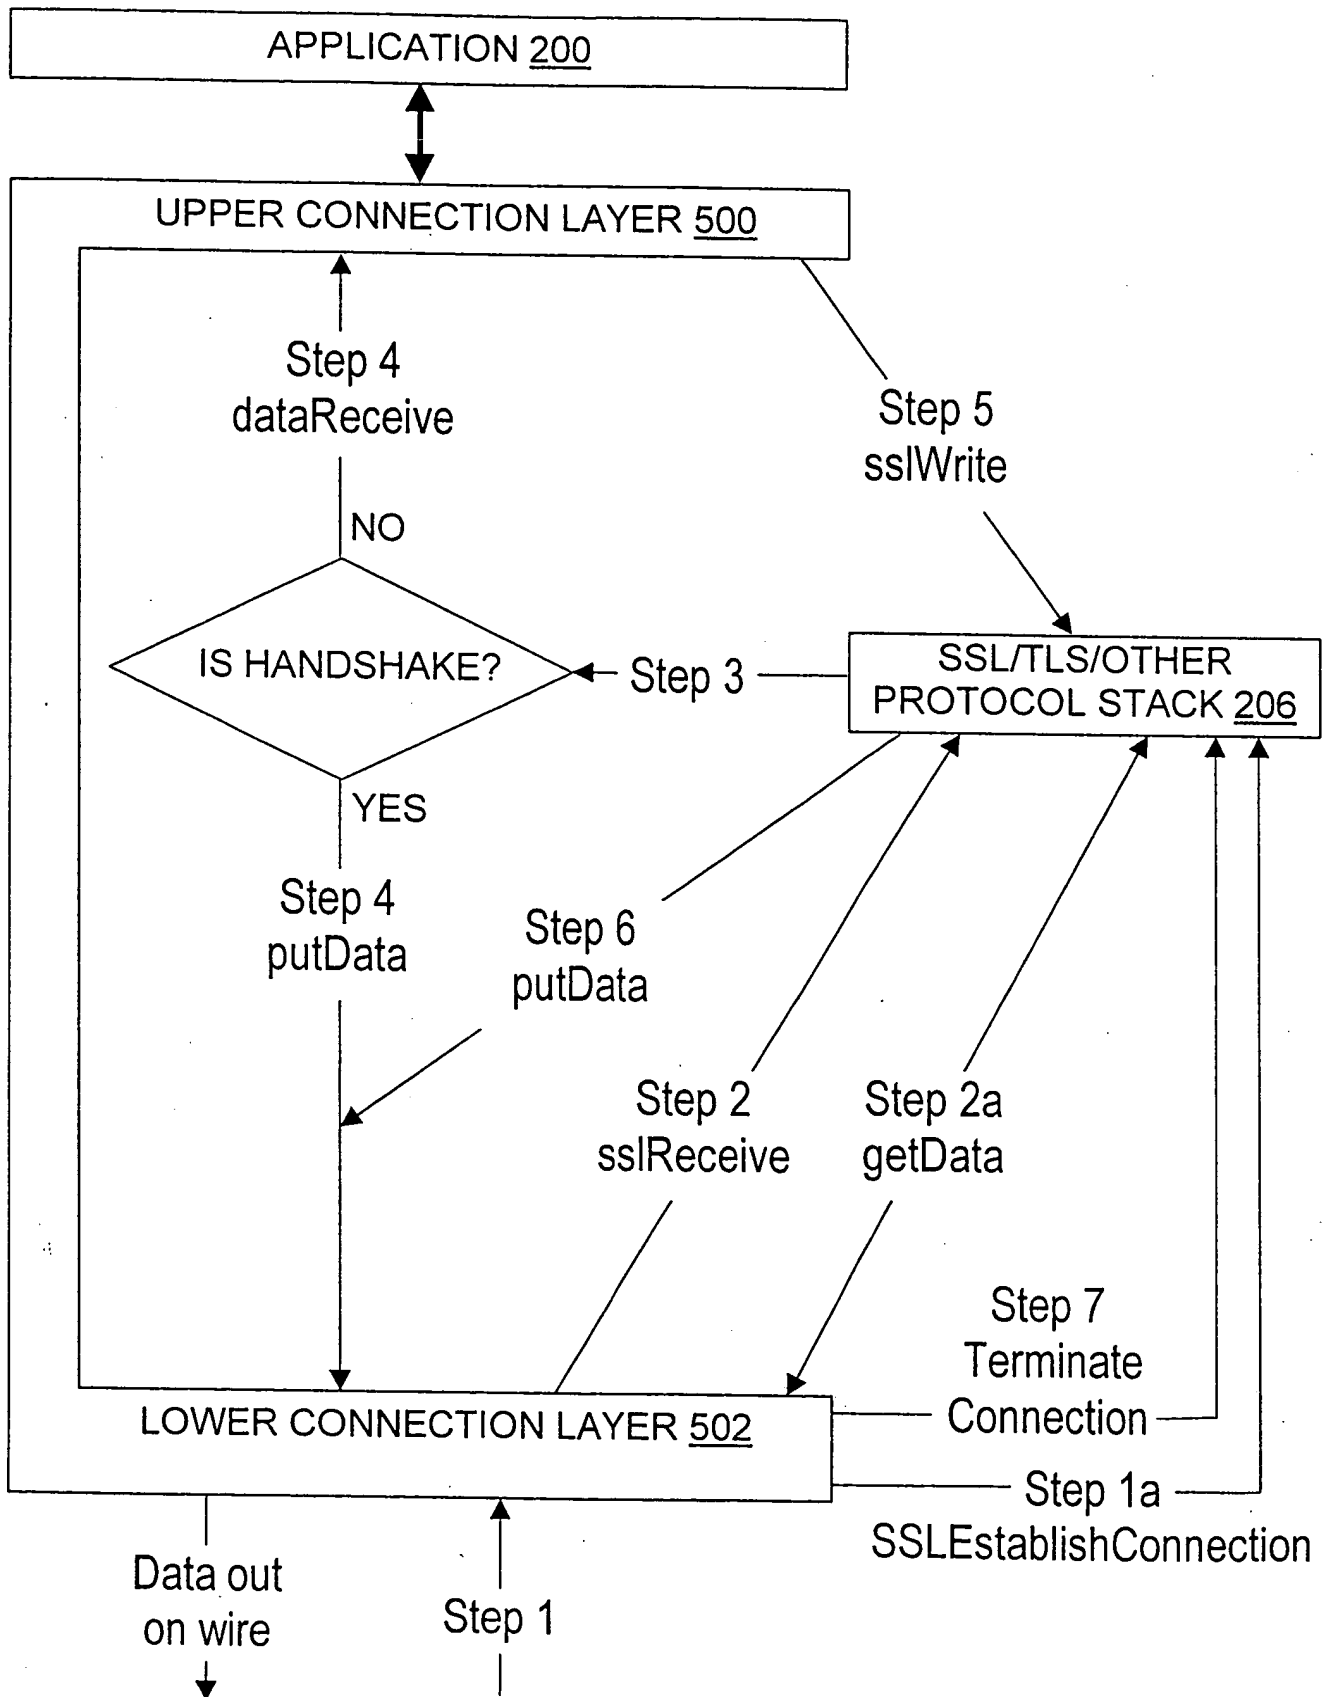 APPLICATION 200
UPPER CONNECTION LAYER 500
Step 4
dataReceive
Step 5
sslWrite
NO
IS HANDSHAKE?
Step 3
SSL/TLS/OTHER
PROTOCOL STACK 206
YES
Step 4
putData
Step 6
putData
Step 2
sslReceive
Step 2a
getData
Step 7
Terminate
Connection
LOWER CONNECTION LAYER 502
Step 1a
SSLEstablishConnection
Data out
on wire
Step 1